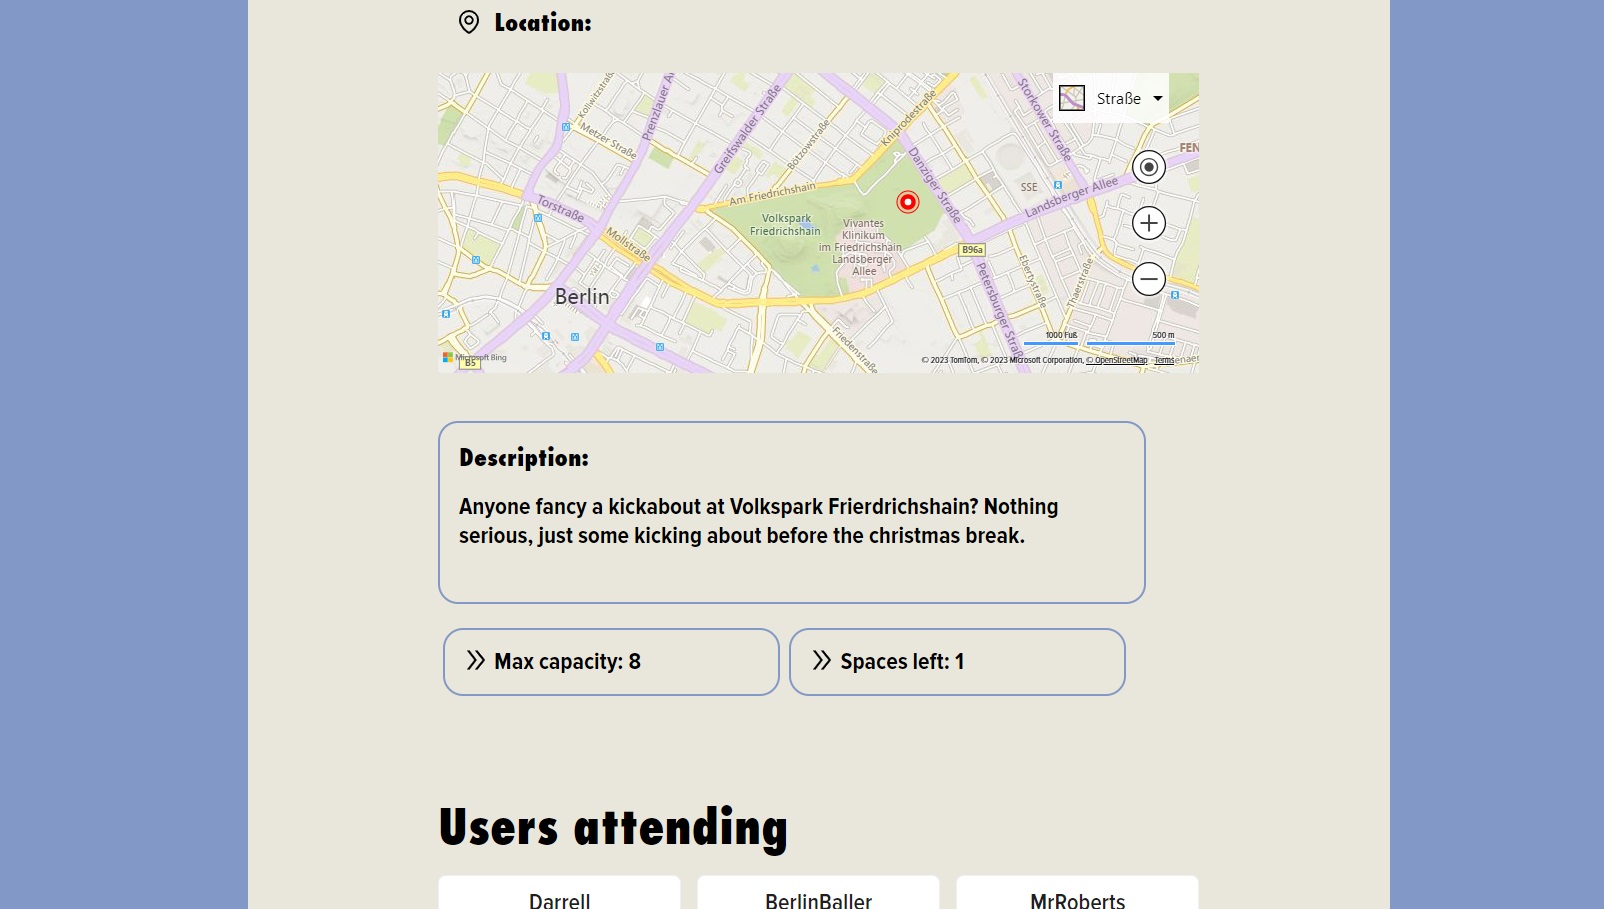 Location:
Kollwitzstraße
Metzer Straße
Prenzlauer
Greifswalder Straße
Bötzowstraße
Kniprodestraße
Danziger Straße
Storkower Straße
Straße
FEN
SSE
Landsberger Allee
Am Friedrichshain
Torstraße
Mollstraße
Volkspark
Friedrichshain
Vivantes
Klinikum
im Friedrichshain
Landsberger
Allee
B96a
Petersburger Straße
Ebertystraße
Thaerstraße
Berlin
Friedenstraße
1000 Fuß
500 m
Microsoft Bing
B5
© 2023 TomTom, © 2023 Microsoft Corporation, © OpenStreetMap Terms
Description:
Anyone fancy a kickabout at Volkspark Frierdrichshain? Nothing
serious, just some kicking about before the christmas break.
Max capacity: 8
Spaces left: 1
Users attending
Darrell
BerlinBaller
MrRoberts